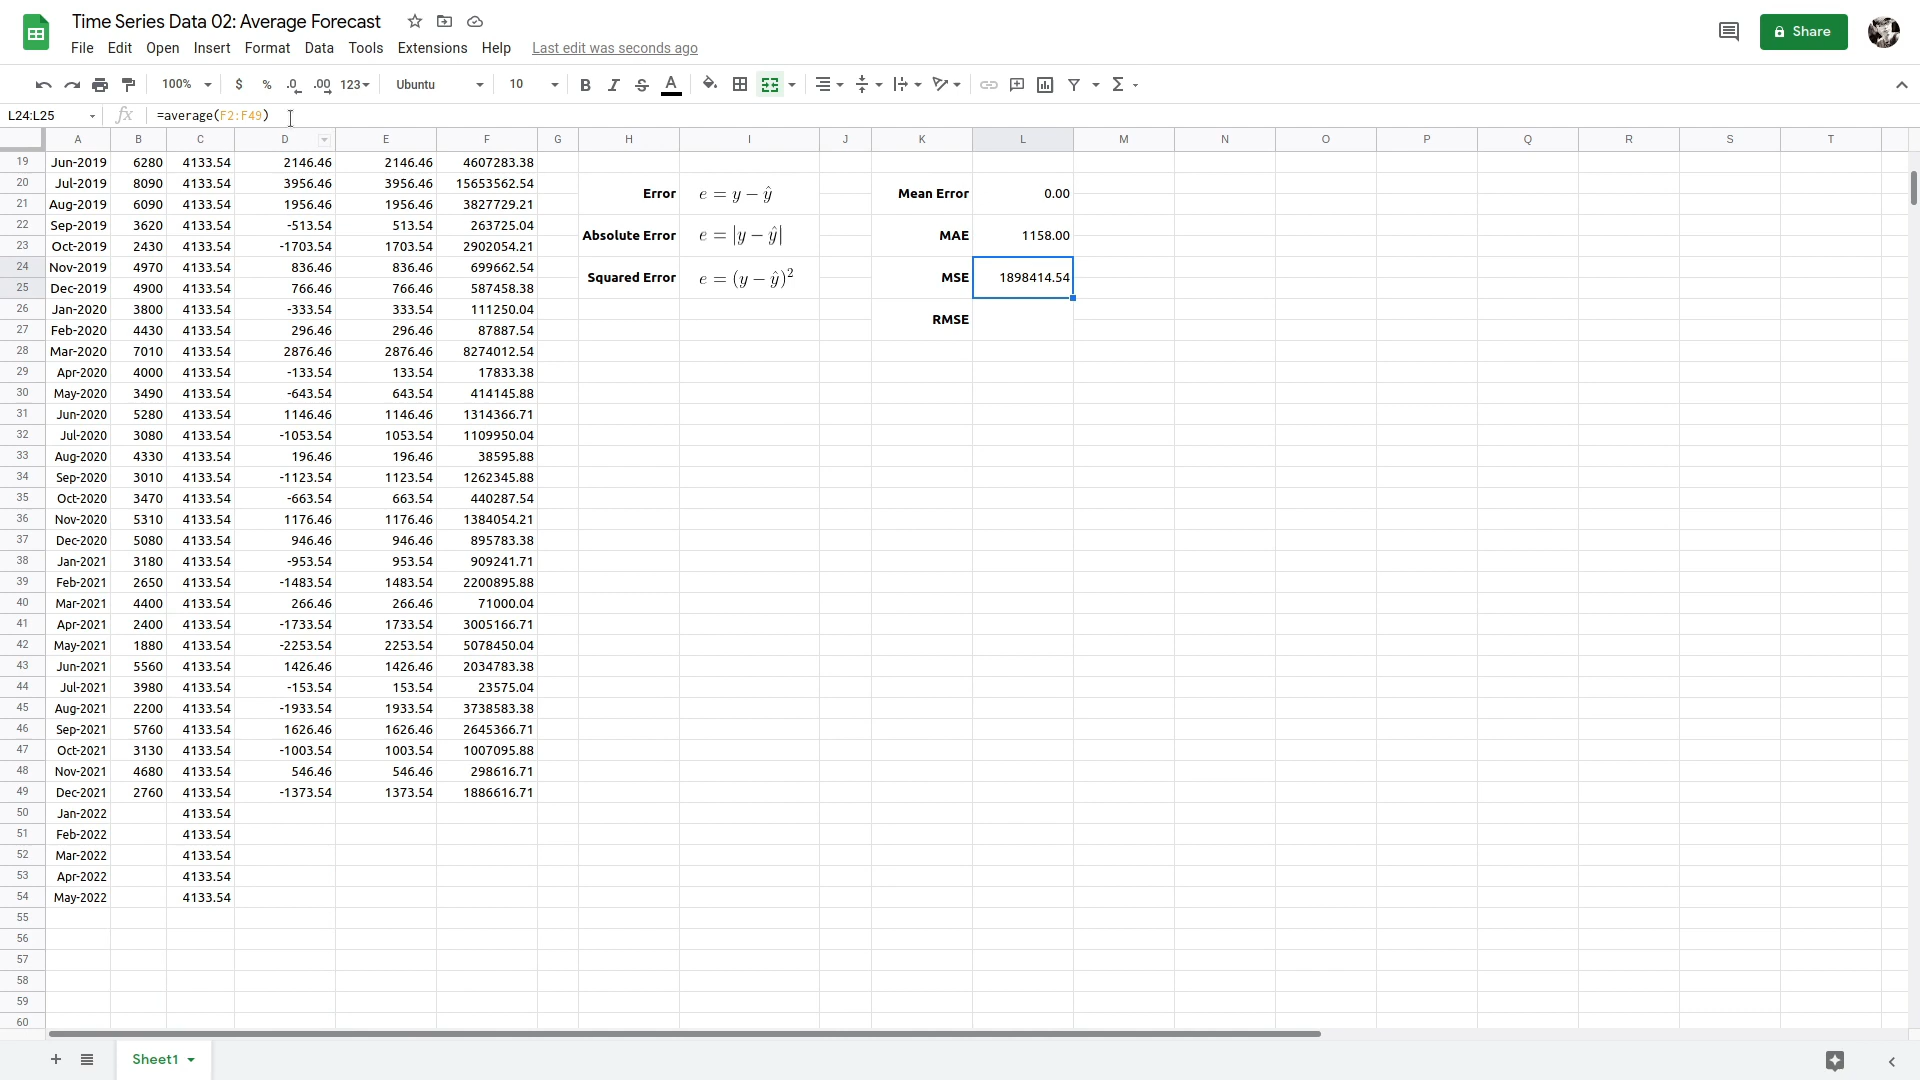 Time Series Data 02: Average Forecast
File Edit Open Insert Format Data Tools Extensions Help Last edit was seconds ago
Share
100% $ % .0 .00 123 Ubuntu 10 B I S A
L24:L25 fx =average(F2:F49)
A B C D E F G H I J K L M N O P Q R S T
19 Jun-2019 6280 4133.54 2146.46 2146.46 4607283.38
20 Jul-2019 8090 4133.54 3956.46 3956.46 15653562.54
Error e = y − ŷ Mean Error 0.00
21 Aug-2019 6090 4133.54 1956.46 1956.46 3827729.21
22 Sep-2019 3620 4133.54 -513.54 513.54 263725.04
Absolute Error e = |y − ŷ| MAE 1158.00
23 Oct-2019 2430 4133.54 -1703.54 1703.54 2902054.21
24 Nov-2019 4970 4133.54 836.46 836.46 699662.54
Squared Error e = (y − ŷ)² MSE 1898414.54
25 Dec-2019 4900 4133.54 766.46 766.46 587458.38
26 Jan-2020 3800 4133.54 -333.54 333.54 111250.04
RMSE
27 Feb-2020 4430 4133.54 296.46 296.46 87887.54
28 Mar-2020 7010 4133.54 2876.46 2876.46 8274012.54
29 Apr-2020 4000 4133.54 -133.54 133.54 17833.38
30 May-2020 3490 4133.54 -643.54 643.54 414145.88
31 Jun-2020 5280 4133.54 1146.46 1146.46 1314366.71
32 Jul-2020 3080 4133.54 -1053.54 1053.54 1109950.04
33 Aug-2020 4330 4133.54 196.46 196.46 38595.88
34 Sep-2020 3010 4133.54 -1123.54 1123.54 1262345.88
35 Oct-2020 3470 4133.54 -663.54 663.54 440287.54
36 Nov-2020 5310 4133.54 1176.46 1176.46 1384054.21
37 Dec-2020 5080 4133.54 946.46 946.46 895783.38
38 Jan-2021 3180 4133.54 -953.54 953.54 909241.71
39 Feb-2021 2650 4133.54 -1483.54 1483.54 2200895.88
40 Mar-2021 4400 4133.54 266.46 266.46 71000.04
41 Apr-2021 2400 4133.54 -1733.54 1733.54 3005166.71
42 May-2021 1880 4133.54 -2253.54 2253.54 5078450.04
43 Jun-2021 5560 4133.54 1426.46 1426.46 2034783.38
44 Jul-2021 3980 4133.54 -153.54 153.54 23575.04
45 Aug-2021 2200 4133.54 -1933.54 1933.54 3738583.38
46 Sep-2021 5760 4133.54 1626.46 1626.46 2645366.71
47 Oct-2021 3130 4133.54 -1003.54 1003.54 1007095.88
48 Nov-2021 4680 4133.54 546.46 546.46 298616.71
49 Dec-2021 2760 4133.54 -1373.54 1373.54 1886616.71
50 Jan-2022 4133.54
51 Feb-2022 4133.54
52 Mar-2022 4133.54
53 Apr-2022 4133.54
54 May-2022 4133.54
55
56
57
58
59
60
Sheet1